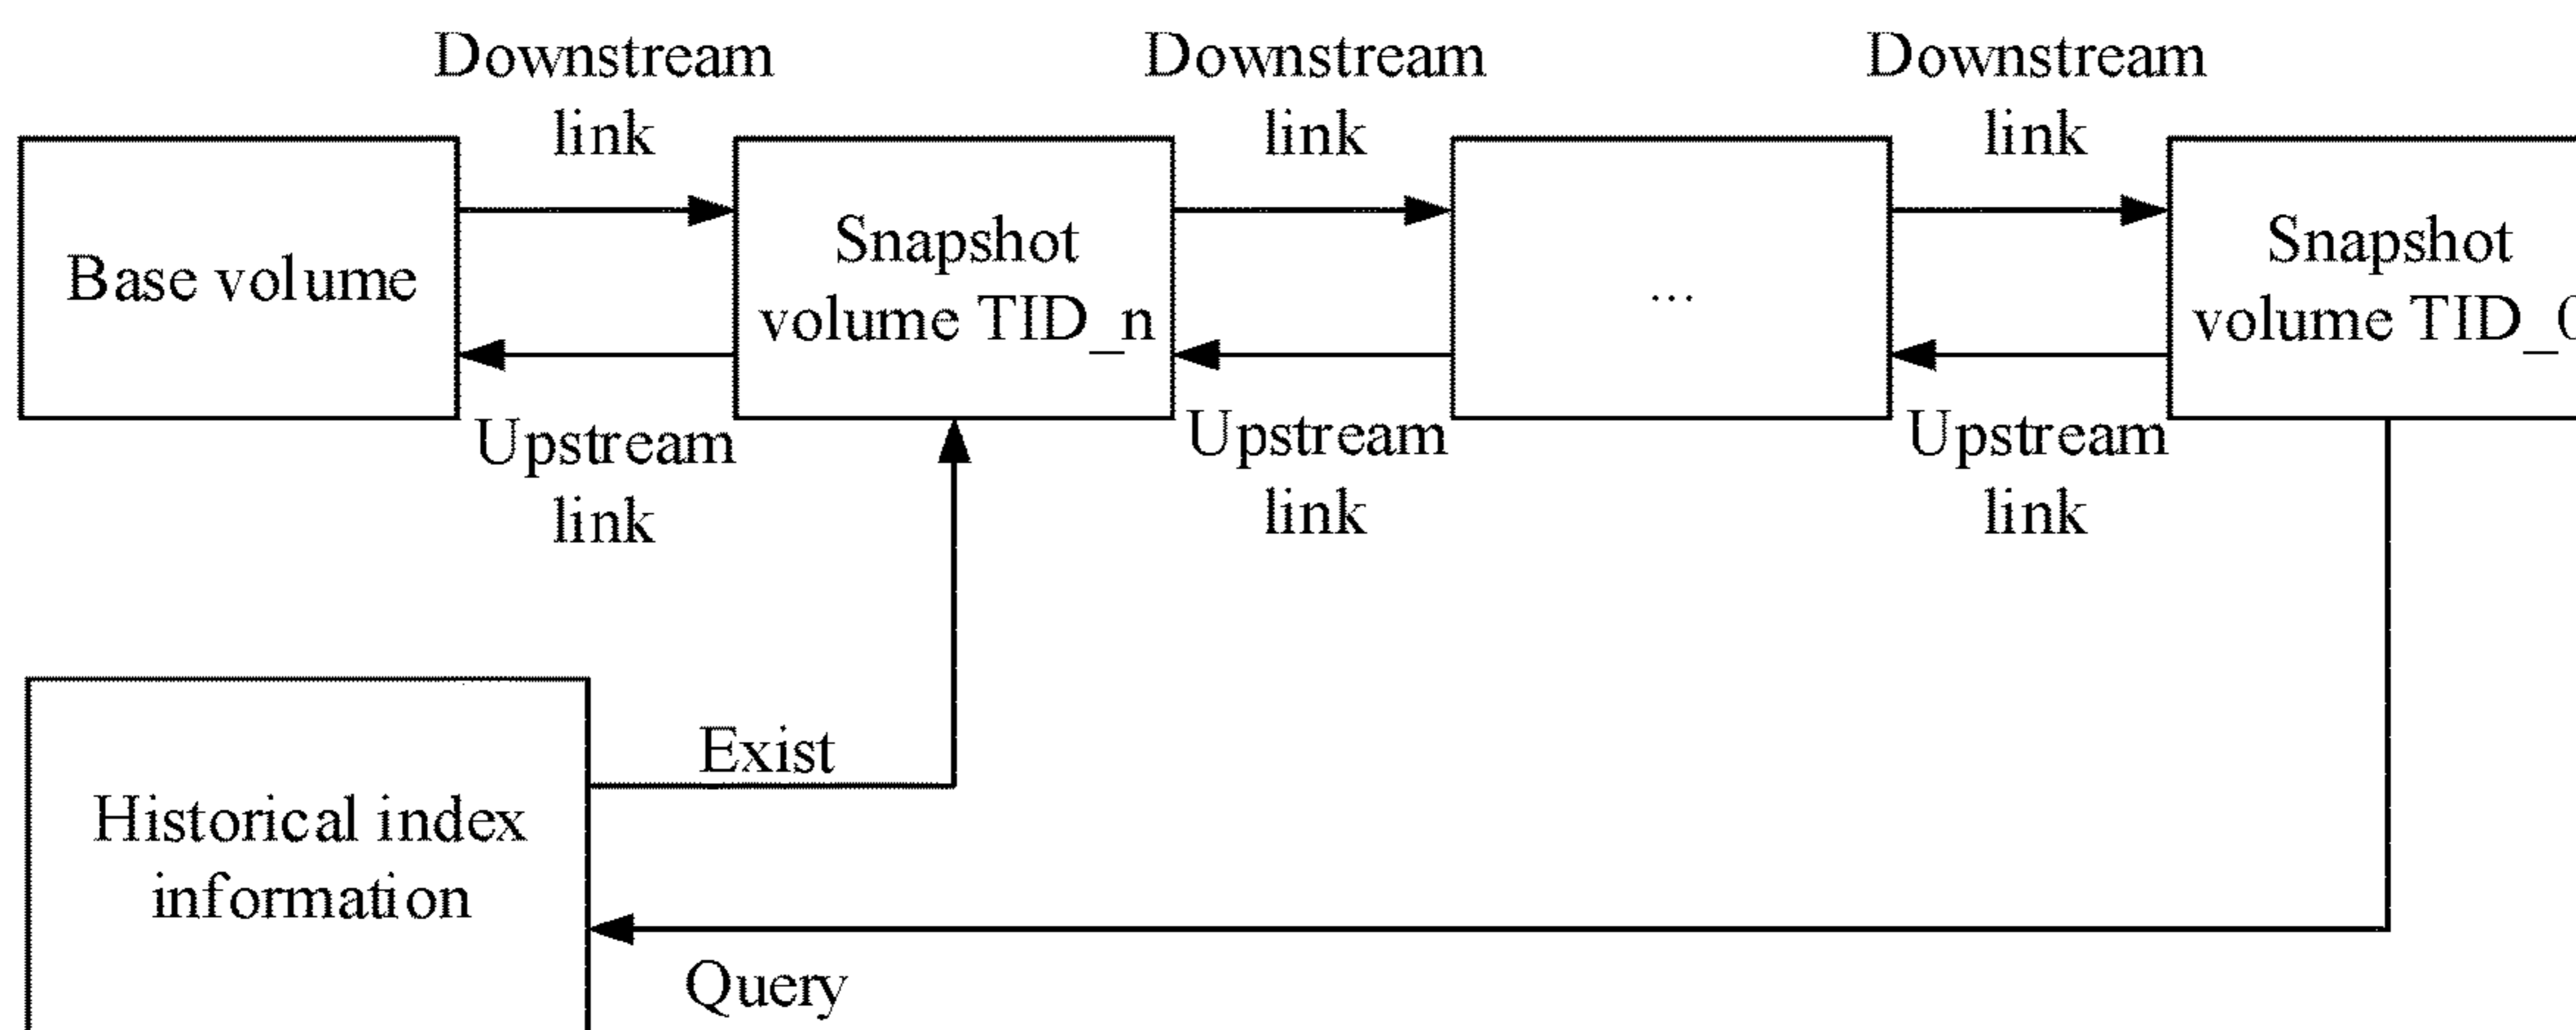 Downstream
link
Downstream
link
Downstream
link
Base volume
Snapshot
volume TID_n
...
Snapshot
volume TID_0
Upstream
link
Upstream
link
Upstream
link
Exist
Historical index
information
Query